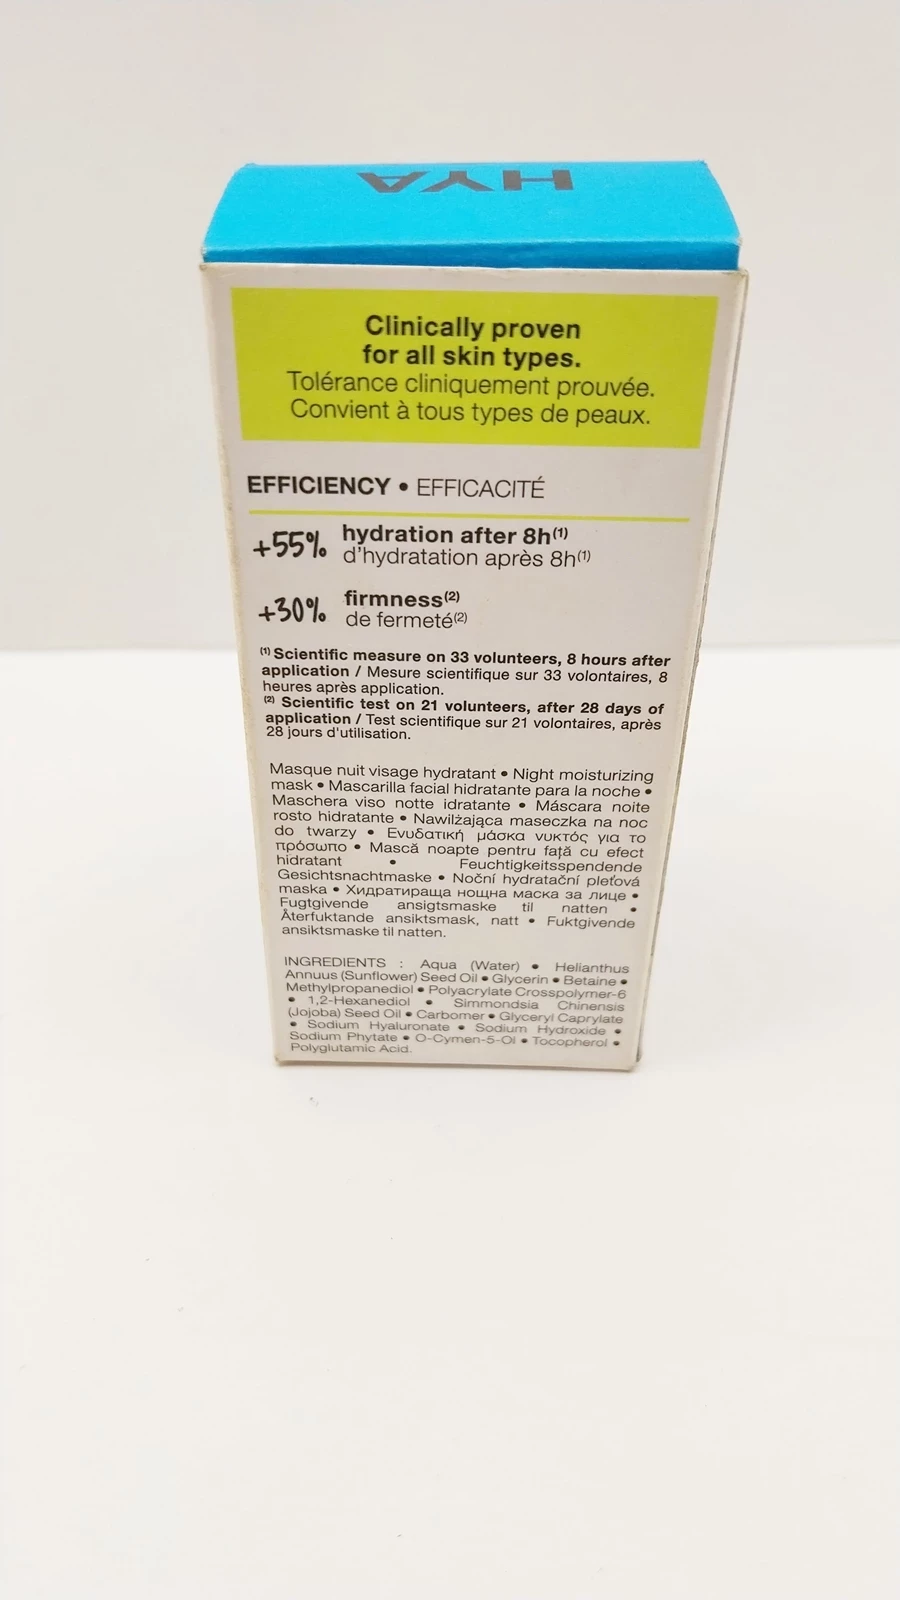 HYA
Clinically proven
for all skin types.
Tolérance cliniquement prouvée.
Convient à tous types de peaux.
EFFICIENCY • EFFICACITÉ
+55% hydration after 8h(1)
d'hydratation après 8h(1)
+30% firmness(2)
de fermeté(2)
(1) Scientific measure on 33 volunteers, 8 hours after
application / Mesure scientifique sur 33 volontaires, 8
heures après application.
(2) Scientific test on 21 volunteers, after 28 days of
application / Test scientifique sur 21 volontaires, après
28 jours d'utilisation.
Masque nuit visage hydratant • Night moisturizing
mask • Mascarilla facial hidratante para la noche •
Maschera viso notte idratante • Máscara noite
rosto hidratante • Nawilżająca maseczka na noc
do twarzy • Ενυδατική μάσκα νυκτός για το
πρόσωπο • Mască noapte pentru față cu efect
hidratant • Feuchtigkeitsspendende
Gesichtsnachtmaske • Noční hydratační pleťová
maska • Хидратираща нощна маска за лице •
Fugtgivende ansigtsmaske til natten •
Återfuktande ansiktsmask, natt • Fuktgivende
ansiktsmaske til natten.
INGREDIENTS : Aqua (Water) • Helianthus
Annuus (Sunflower) Seed Oil • Glycerin • Betaine •
Methylpropanediol • Polyacrylate Crosspolymer-6
• 1,2-Hexanediol • Simmondsia Chinensis
(Jojoba) Seed Oil • Carbomer • Glyceryl Caprylate
• Sodium Hyaluronate • Sodium Hydroxide •
Sodium Phytate • O-Cymen-5-Ol • Tocopherol •
Polyglutamic Acid.